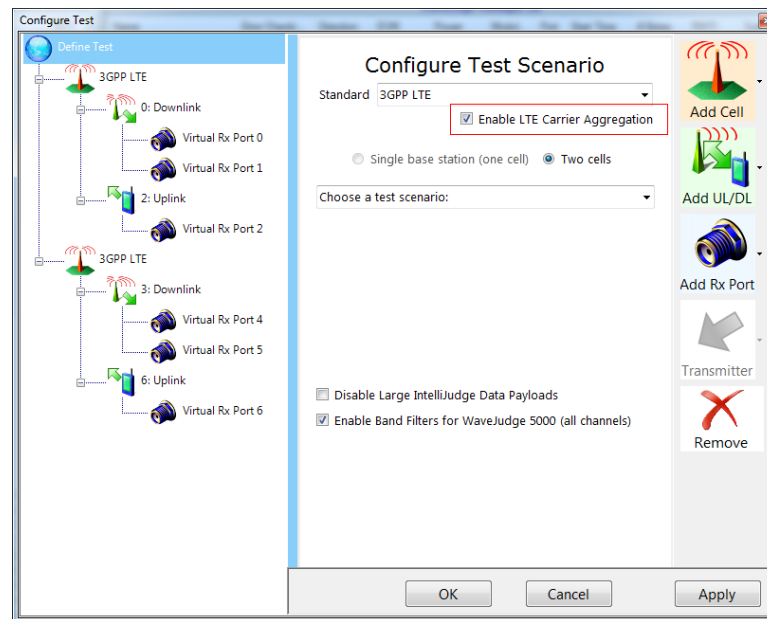 Configure Test
Define Test
3GPP LTE
0: Downlink
Virtual Rx Port 0
Virtual Rx Port 1
2: Uplink
Virtual Rx Port 2
3GPP LTE
3: Downlink
Virtual Rx Port 4
Virtual Rx Port 5
6: Uplink
Virtual Rx Port 6
Configure Test Scenario
Standard 3GPP LTE
Enable LTE Carrier Aggregation
Single base station (one cell) Two cells
Choose a test scenario:
Disable Large IntelliJudge Data Payloads
Enable Band Filters for WaveJudge 5000 (all channels)
Add Cell
Add UL/DL
Add Rx Port
Transmitter
Remove
OK Cancel Apply